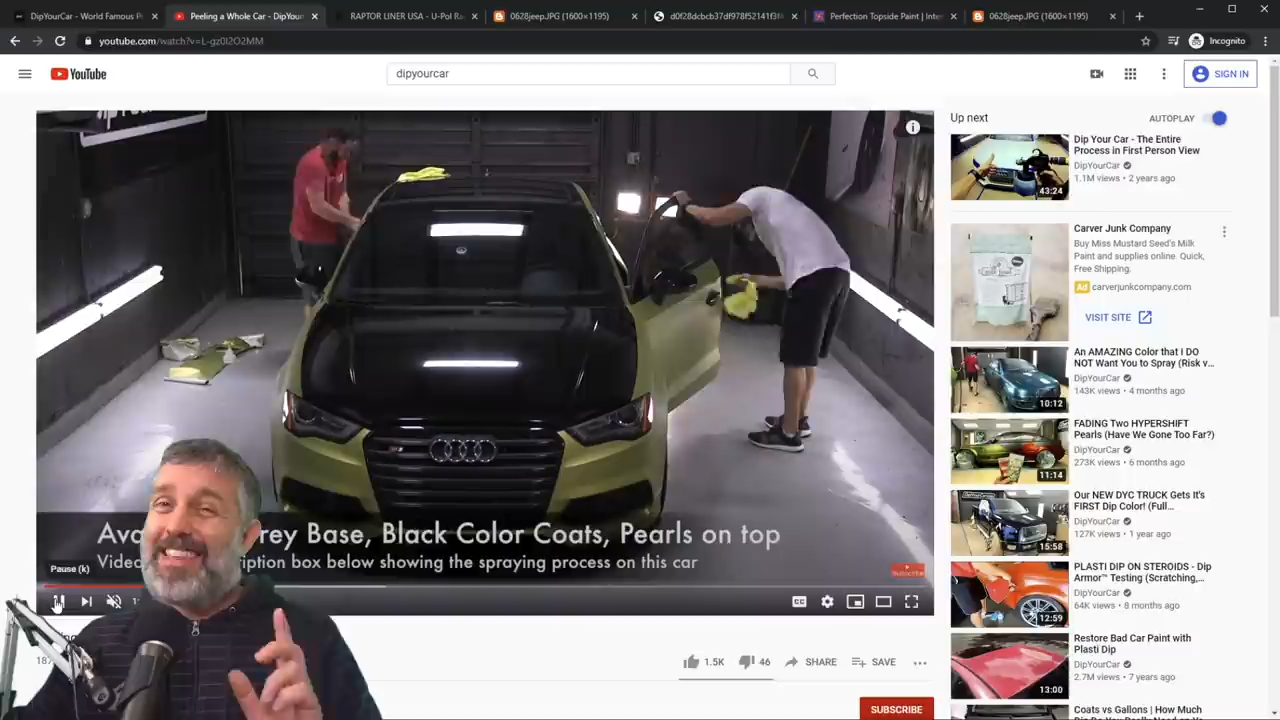 DipYourCar - World Famous P
Peeling a Whole Car - DipYour
RAPTOR LINER USA - U-Pol Ra
0628jeep.JPG (1600×1195)
d0f28dcbcb37df978f52141f3f
Perfection Topside Paint | Inter
0628jeep.JPG (1600×1195)
youtube.com/watch?v=L-gz0I2O2MM
Incognito
YouTube
dipyourcar
SIGN IN
Up next
AUTOPLAY
Dip Your Car - The Entire
Process in First Person View
DipYourCar
1.1M views • 2 years ago
43:24
Carver Junk Company
Buy Miss Mustard Seed's Milk
Paint and supplies online. Quick,
Free Shipping.
Ad carverjunkcompany.com
VISIT SITE
An AMAZING Color that I DO
NOT Want You to Spray (Risk v...
DipYourCar
143K views • 4 months ago
10:12
FADING Two HYPERSHIFT
Pearls (Have We Gone Too Far?)
DipYourCar
273K views • 6 months ago
11:14
Our NEW DYC TRUCK Gets It's
FIRST Dip Color! (Full...
DipYourCar
127K views • 1 year ago
15:58
PLASTI DIP ON STEROIDS - Dip
Armor™ Testing (Scratching,...
DipYourCar
64K views • 8 months ago
12:59
Restore Bad Car Paint with
Plasti Dip
DipYourCar
2.7M views • 7 years ago
13:00
Coats vs Gallons | How Much
rey Base, Black Color Coats, Pearls on top
Video
ription below of showing the spraying process of this car
Pause (k)
SUBSCRIBE
CC
187
1.5K
46
SHARE
SAVE
SUBSCRIBE